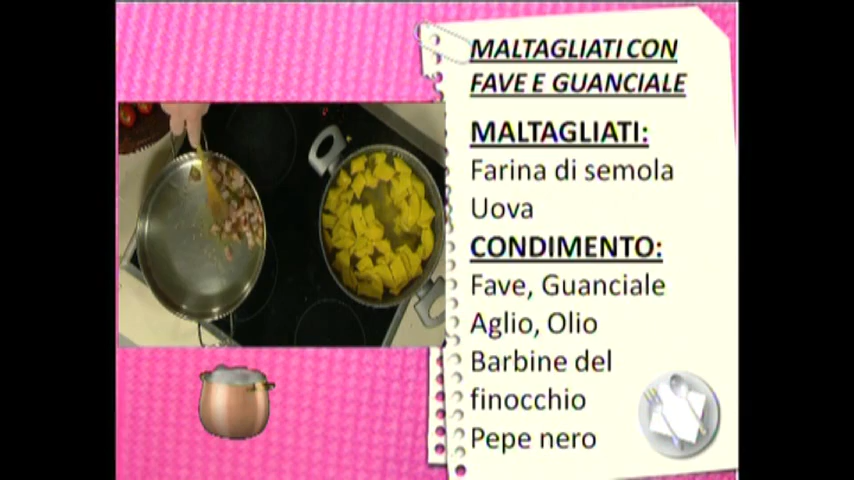 MALTAGLIATI CON
FAVE E GUANCIALE
MALTAGLIATI:
Farina di semola
Uova
CONDIMENTO:
Fave, Guanciale
Aglio, Olio
Barbine del
finocchio
Pepe nero